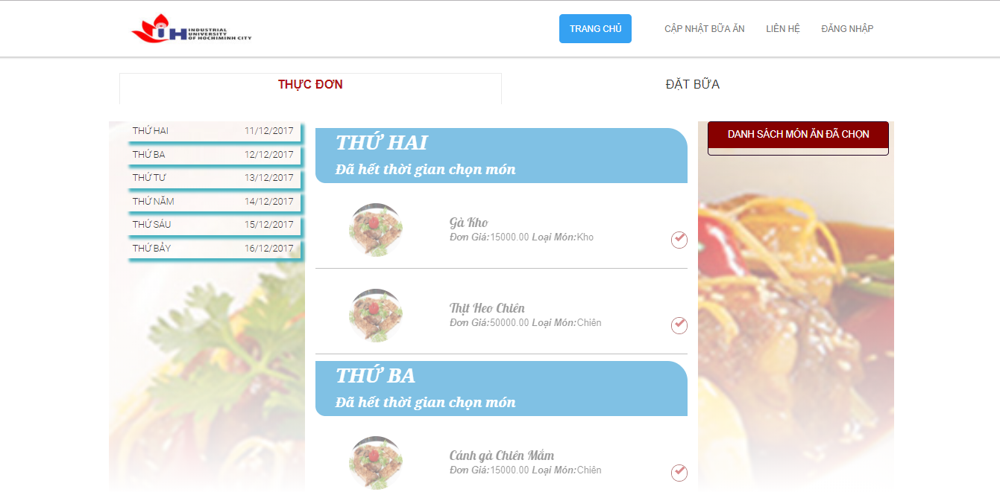 INDUSTRIAL
UNIVERSITY
OF HOCHIMINH CITY
TRANG CHỦ
CẬP NHẬT BỮA ĂN
LIÊN HỆ
ĐĂNG NHẬP
THỰC ĐƠN
ĐẶT BỮA
THỨ HAI 11/12/2017
THỨ BA 12/12/2017
THỨ TƯ 13/12/2017
THỨ NĂM 14/12/2017
THỨ SÁU 15/12/2017
THỨ BẢY 16/12/2017
THỨ HAI
Đã hết thời gian chọn món
Gà Kho
Đơn Giá:15000.00 Loại Món:Kho
Thịt Heo Chiên
Đơn Giá:50000.00 Loại Món:Chiên
THỨ BA
Đã hết thời gian chọn món
Cánh gà Chiên Mắm
Đơn Giá:15000.00 Loại Món:Chiên
DANH SÁCH MÓN ĂN ĐÃ CHỌN